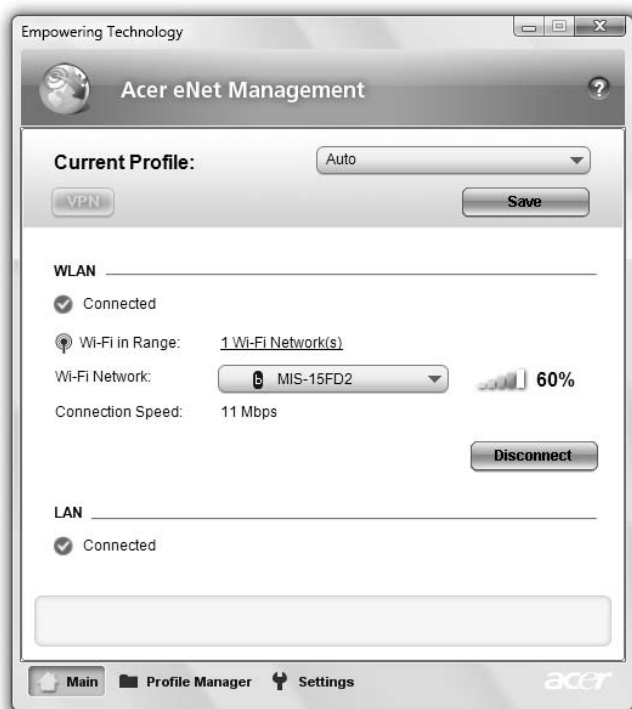 Empowering Technology
Acer eNet Management
?
Current Profile: Auto
VPN Save
WLAN
Connected
Wi-Fi in Range: 1 Wi-Fi Network(s)
Wi-Fi Network: b MIS-15FD2 60%
Connection Speed: 11 Mbps
Disconnect
LAN
Connected
Main Profile Manager Settings acer